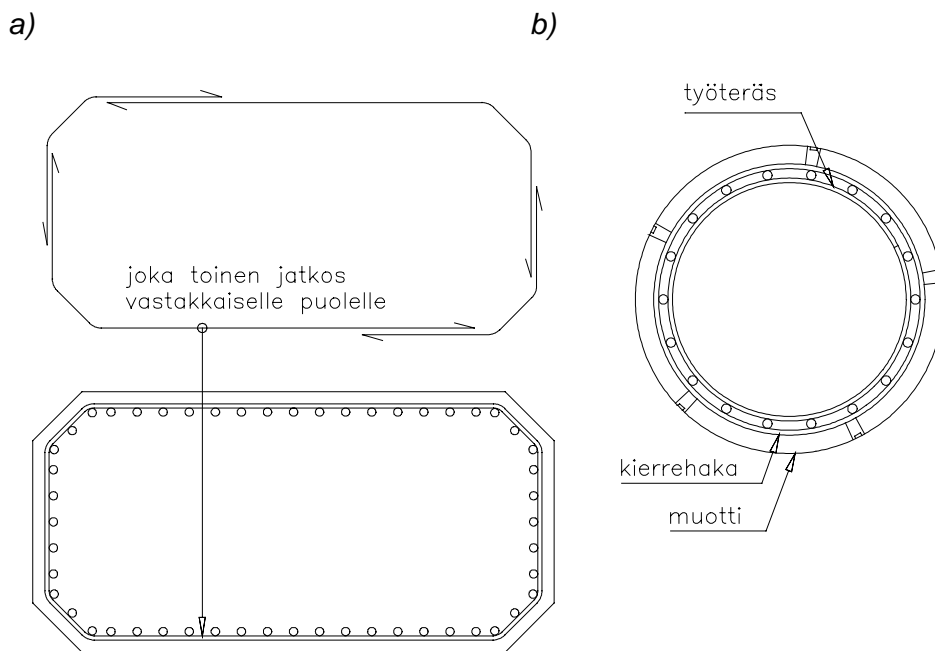 a)
b)
työteräs
joka toinen jatkos
vastakkaiselle puolelle
kierrehaka
muotti